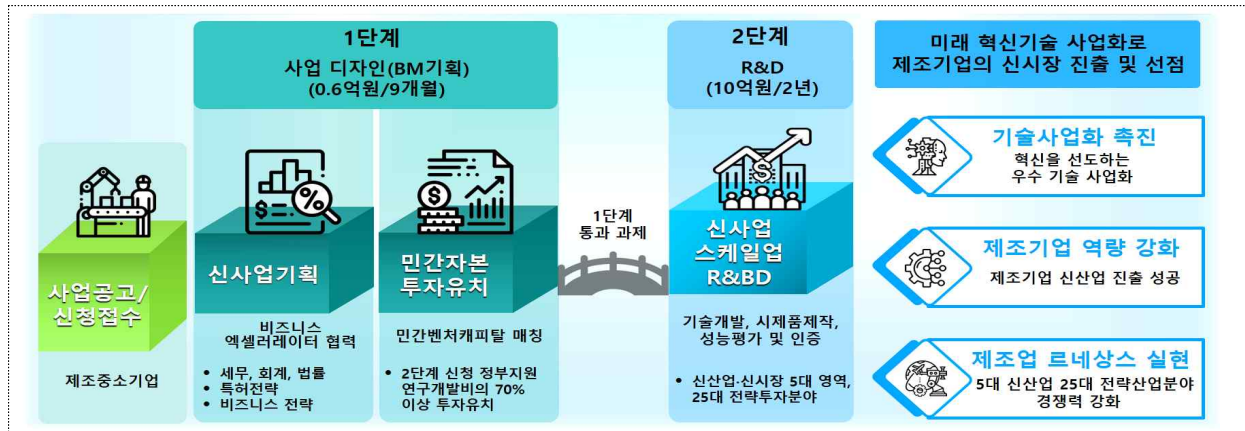 1단계
사업 디자인(BM기획)
(0.6억원/9개월)
2단계
R&D
(10억원/2년)
미래 혁신기술 사업화로
제조기업의 신시장 진출 및 선점
사업공고/
신청접수
제조중소기업
신사업기획
비즈니스
엑셀러레이터 협력
• 세무, 회계, 법률
• 특허전략
• 비즈니스 전략
민간자본
투자유치
민간벤처캐피탈 매칭
• 2단계 신청 정부지원
연구개발비의 70%
이상 투자유치
1단계
통과 과제
신사업
스케일업
R&BD
기술개발, 시제품제작,
성능평가 및 인증
• 신산업·신시장 5대 영역,
25대 전략투자분야
기술사업화 촉진
혁신을 선도하는
우수 기술 사업화
제조기업 역량 강화
제조기업 신산업 진출 성공
제조업 르네상스 실현
5대 신산업 25대 전략산업분야
경쟁력 강화